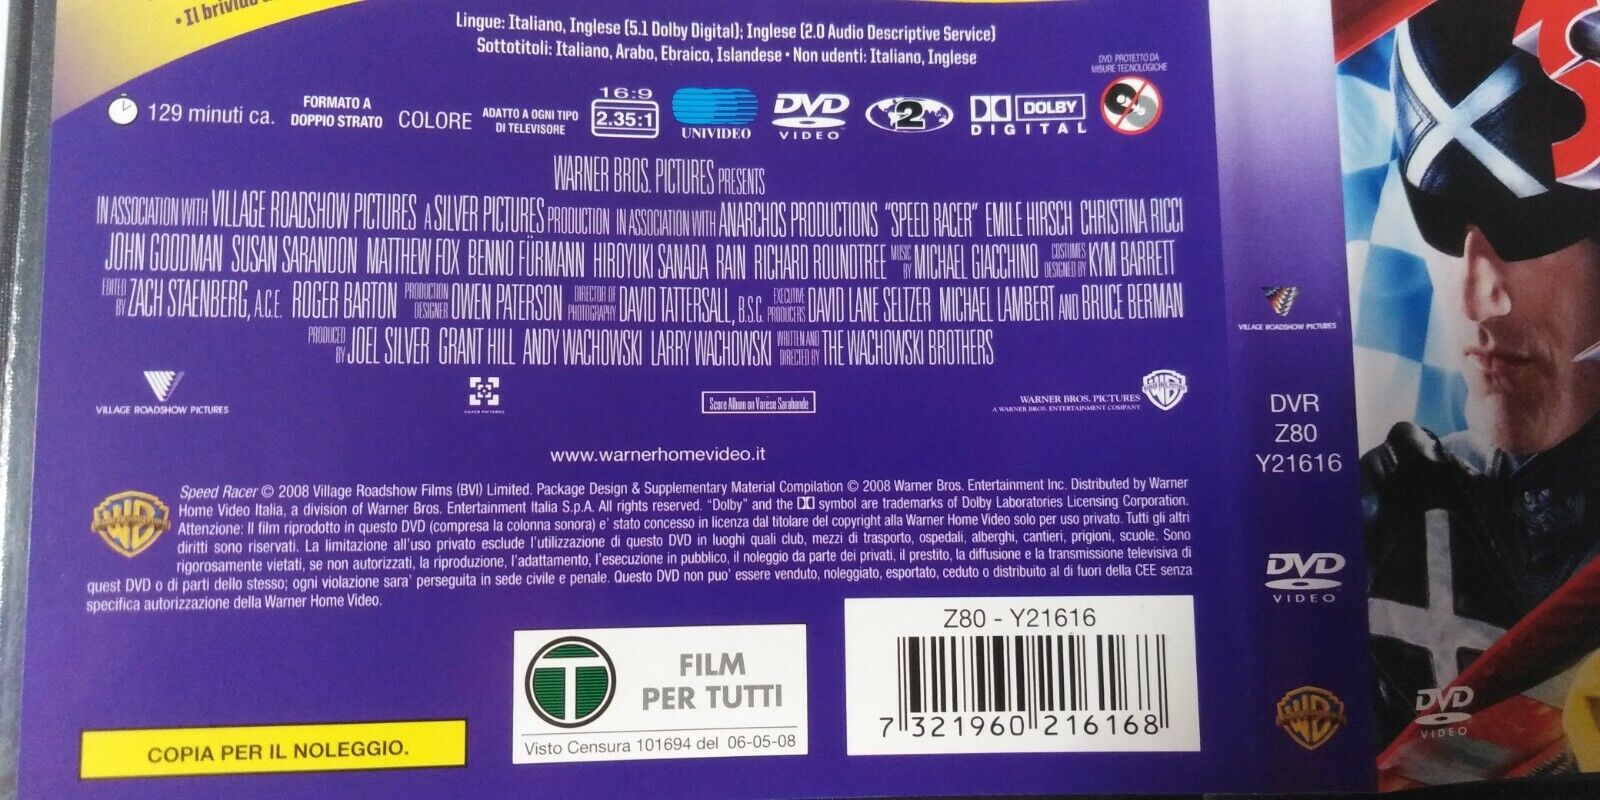 • Il brivido
Lingue: Italiano, Inglese (5.1 Dolby Digital); Inglese (2.0 Audio Descriptive Service)
Sottotitoli: Italiano, Arabo, Ebraico, Islandese • Non udenti: Italiano, Inglese
DVD PROTETTO DA
MISURE TECNOLOGICHE
129 minuti ca.
FORMATO A
DOPPIO STRATO
COLORE
ADATTO A OGNI TIPO
DI TELEVISORE
16:9
2.35:1
UNIVIDEO
DVD
VIDEO
2
DOLBY
DIGITAL
WARNER BROS. PICTURES PRESENTS
IN ASSOCIATION WITH VILLAGE ROADSHOW PICTURES A SILVER PICTURES PRODUCTION IN ASSOCIATION WITH ANARCHOS PRODUCTIONS "SPEED RACER" EMILE HIRSCH CHRISTINA RICCI
JOHN GOODMAN SUSAN SARANDON MATTHEW FOX BENNO FÜRMANN HIROYUKI SANADA RAIN RICHARD ROUNDTREE MUSIC BY MICHAEL GIACCHINO COSTUMES DESIGNED BY KYM BARRETT
EDITED BY ZACH STAENBERG, A.C.E. ROGER BARTON PRODUCTION DESIGNER OWEN PATERSON DIRECTOR OF PHOTOGRAPHY DAVID TATTERSALL, B.S.C. EXECUTIVE PRODUCERS DAVID LANE SELTZER MICHAEL LAMBERT AND BRUCE BERMAN
PRODUCED BY JOEL SILVER GRANT HILL ANDY WACHOWSKI LARRY WACHOWSKI WRITTEN AND DIRECTED BY THE WACHOWSKI BROTHERS
VILLAGE ROADSHOW PICTURES
SILVER PICTURES
Score Album on Varèse Sarabande
WARNER BROS. PICTURES
A WARNER BROS. ENTERTAINMENT COMPANY
www.warnerhomevideo.it
Speed Racer © 2008 Village Roadshow Films (BVI) Limited. Package Design & Supplementary Material Compilation © 2008 Warner Bros. Entertainment Inc. Distributed by Warner
Home Video Italia, a division of Warner Bros. Entertainment Italia S.p.A. All rights reserved. "Dolby" and the symbol are trademarks of Dolby Laboratories Licensing Corporation.
Attenzione: Il film riprodotto in questo DVD (compresa la colonna sonora) e' stato concesso in licenza dal titolare del copyright alla Warner Home Video solo per uso privato. Tutti gli altri
diritti sono riservati. La limitazione all'uso privato esclude l'utilizzazione di questo DVD in luoghi quali club, mezzi di trasporto, ospedali, alberghi, cantieri, prigioni, scuole. Sono
rigorosamente vietati, se non autorizzati, la riproduzione, l'adattamento, l'esecuzione in pubblico, il noleggio da parte dei privati, il prestito, la diffusione e la trasmissione televisiva di
quest DVD o di parti dello stesso; ogni violazione sara' perseguita in sede civile e penale. Questo DVD non puo' essere venduto, noleggiato, esportato, ceduto o distribuito al di fuori della CEE senza
specifica autorizzazione della Warner Home Video.
COPIA PER IL NOLEGGIO.
T
FILM
PER TUTTI
Visto Censura 101694 del 06-05-08
Z80 - Y21616
7 321960 216168
VILLAGE ROADSHOW PICTURES
DVR
Z80
Y21616
DVD
VIDEO
WB
DVD
VIDEO